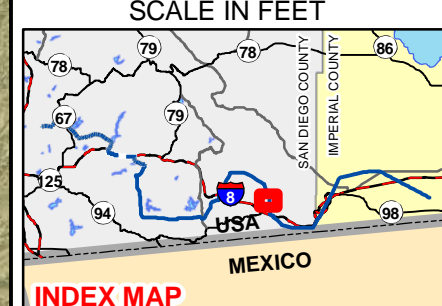 SCALE IN FEET
79
78
86
78
SAN DIEGO COUNTY
IMPERIAL COUNTY
67
79
125
8
94
98
USA
MEXICO
INDEX MAP